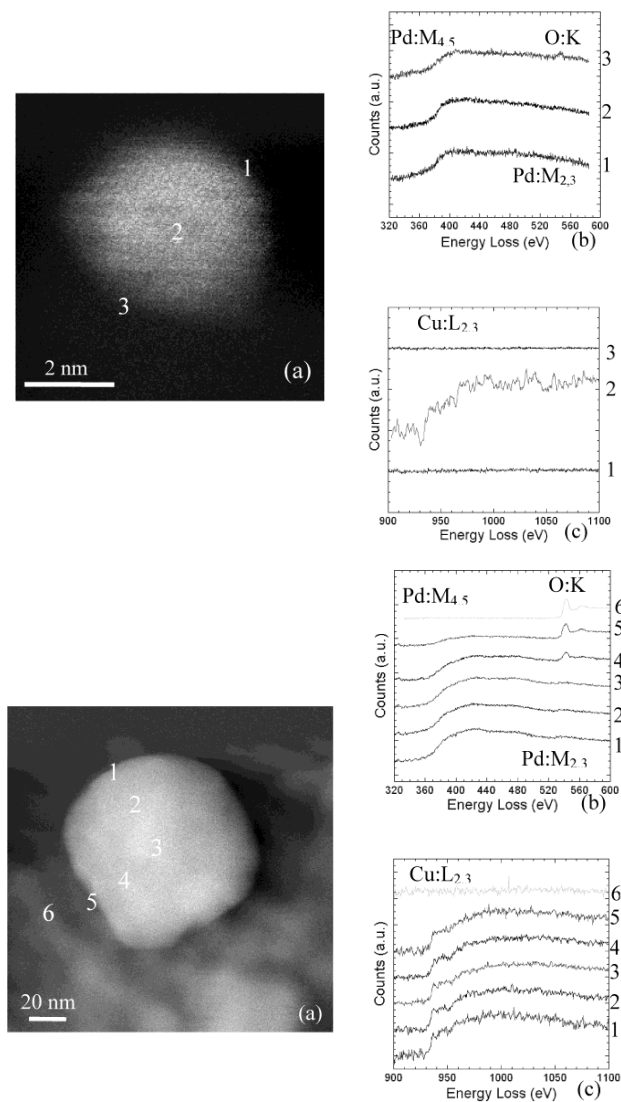 1
2
3
2 nm
(a)
Pd:M4,5 O:K
3
2
1
Pd:M2,3
320 360 400 440 480 520 560 600
Energy Loss (eV)
Counts (a.u.)
(b)
Cu:L2,3
3
2
1
900 950 1000 1050 1100
Energy Loss (eV)
Counts (a.u.)
(c)
1
2
3
4
5
6
20 nm
(a)
Pd:M4,5 O:K
6
5
4
3
2
1
Pd:M2,3
320 360 400 440 480 520 560 600
Energy Loss (eV)
Counts (a.u.)
(b)
Cu:L2,3
6
5
4
3
2
1
900 950 1000 1050 1100
Energy Loss (eV)
Counts (a.u.)
(c)